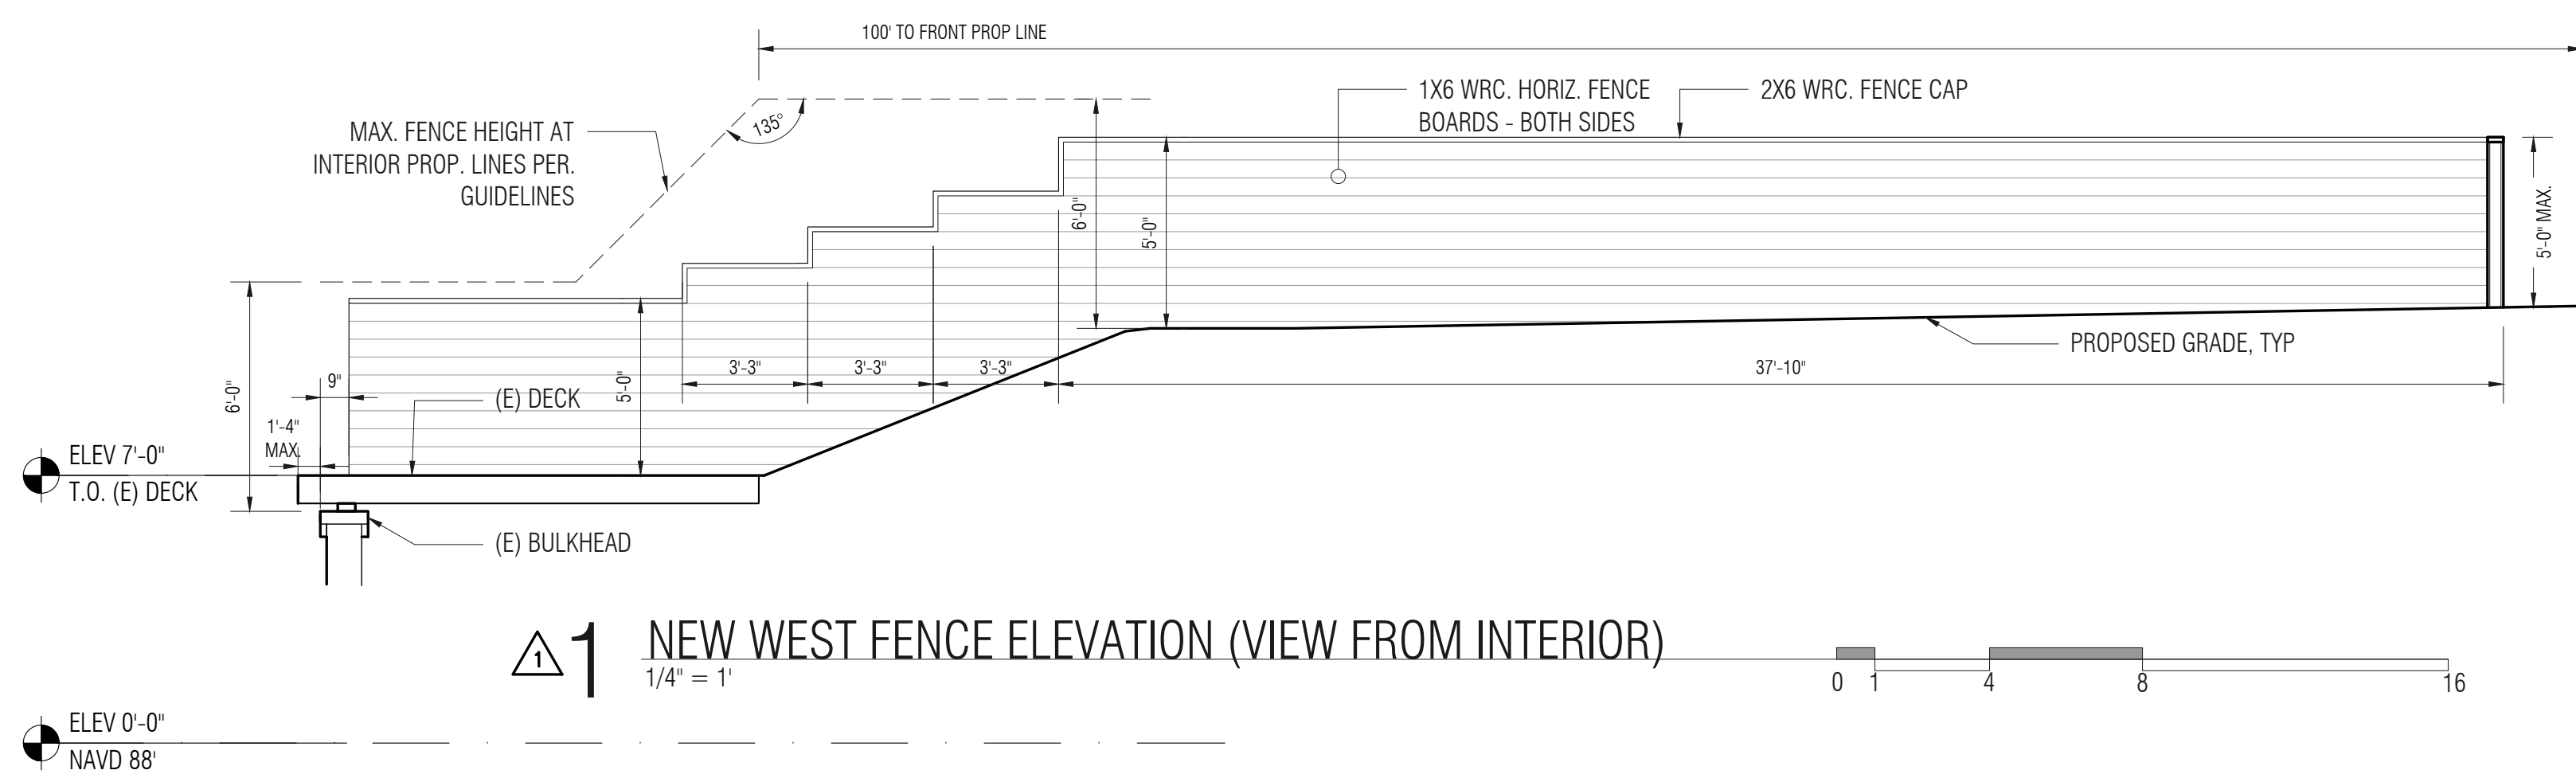 100' TO FRONT PROP LINE
1X6 WRC. HORIZ. FENCE
BOARDS - BOTH SIDES
2X6 WRC. FENCE CAP
MAX. FENCE HEIGHT AT
INTERIOR PROP. LINES PER.
GUIDELINES
135°
6'-0"
5'-0"
5'-0" MAX.
PROPOSED GRADE, TYP
3'-3"
3'-3"
3'-3"
37'-10"
6'-0"
9"
5'-0"
(E) DECK
1'-4"
MAX.
ELEV 7'-0"
T.O. (E) DECK
(E) BULKHEAD
1
1
NEW WEST FENCE ELEVATION (VIEW FROM INTERIOR)
1/4" = 1'
0 1 4 8 16
ELEV 0'-0"
NAVD 88'